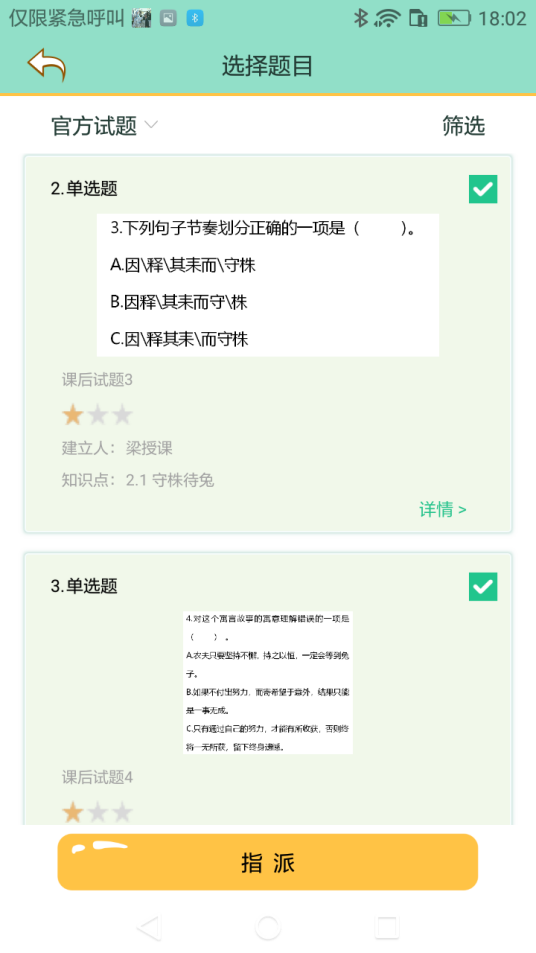 仅限紧急呼叫
18:02
选择题目
官方试题
筛选
2.单选题
3.下列句子节奏划分正确的一项是（　　）。
A.因\释\其耒而\守株
B.因释\其耒而守\株
C.因\释其耒\而守株
课后试题3
建立人：梁授课
知识点：2.1 守株待兔
详情 >
3.单选题
4.对这个寓言故事的寓意理解错误的一项是
（　　）。
A.农夫只要坚持不懈，持之以恒，一定会等到兔
子。
B.如果不付出努力，而寄希望于意外，结果只能
是一事无成。
C.只有通过自己的努力，才能有所收获，否则终
将一无所获，留下终身遗憾。
课后试题4
指 派